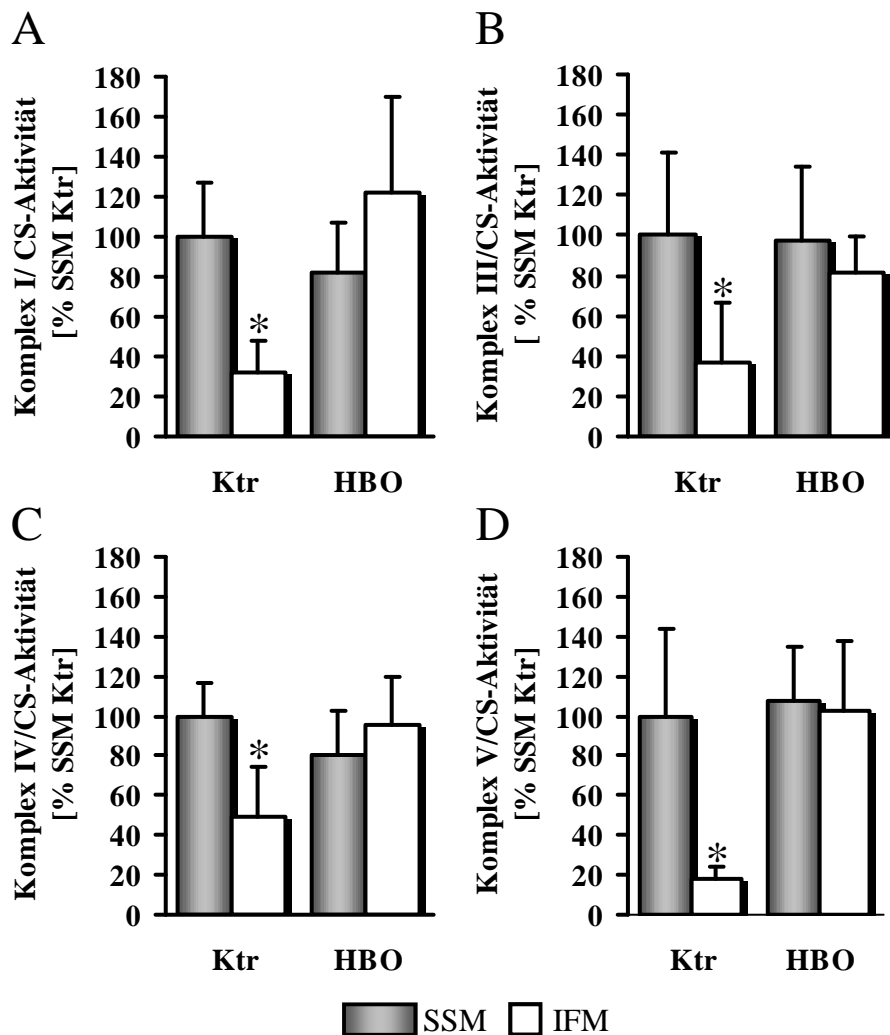 A
Komplex I/ CS-Aktivität
[% SSM Ktr]
180
160
140
120
100
80
60
40
20
0
*
Ktr
HBO
B
Komplex III/CS-Aktivität
[ % SSM Ktr]
180
160
140
120
100
80
60
40
20
0
*
Ktr
HBO
C
Komplex IV/CS-Aktivität
[% SSM Ktr]
180
160
140
120
100
80
60
40
20
0
*
Ktr
HBO
D
Komplex V/CS-Aktivität
[% SSM Ktr]
180
160
140
120
100
80
60
40
20
0
*
Ktr
HBO
SSM IFM